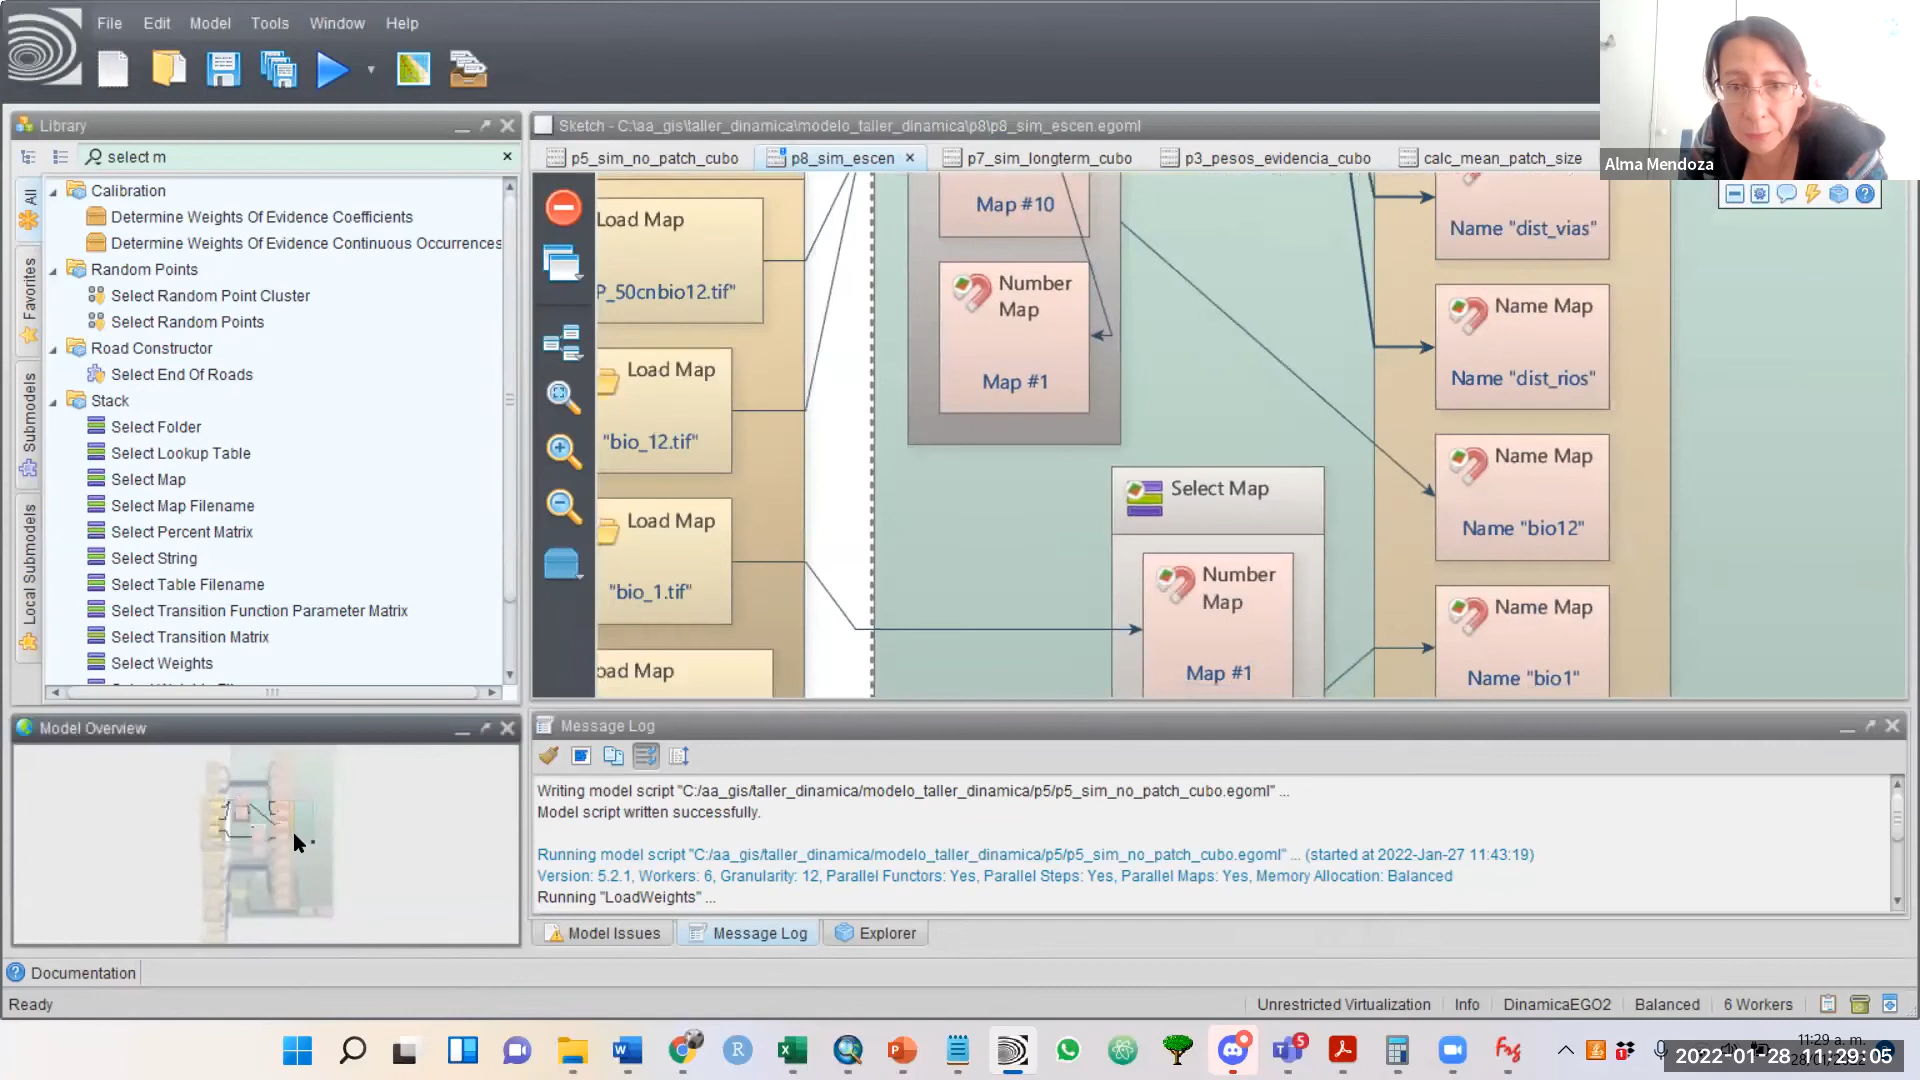 File Edit Model Tools Window Help
Library
select m
All
Favorites
Submodels
Local Submodels
Calibration
Determine Weights Of Evidence Coefficients
Determine Weights Of Evidence Continuous Occurrences
Random Points
Select Random Point Cluster
Select Random Points
Road Constructor
Select End Of Roads
Stack
Select Folder
Select Lookup Table
Select Map
Select Map Filename
Select Percent Matrix
Select String
Select Table Filename
Select Transition Function Parameter Matrix
Select Transition Matrix
Select Weights
Model Overview
Sketch - C:\aa_gis\taller_dinamica\modelo_taller_dinamica\p8\p8_sim_escen.egoml
p5_sim_no_patch_cubo p8_sim_escen p7_sim_longterm_cubo p3_pesos_evidencia_cubo calc_mean_patch_size
Load Map
P_50cnbio12.tif"
Load Map
"bio_12.tif"
Load Map
"bio_1.tif"
oad Map
Map #10
Number
Map
Map #1
Select Map
Number
Map
Map #1
Name "dist_vias"
Name Map
Name "dist_rios"
Name Map
Name "bio12"
Name Map
Name "bio1"
Alma Mendoza
Message Log
Writing model script "C:/aa_gis/taller_dinamica/modelo_taller_dinamica/p5/p5_sim_no_patch_cubo.egoml" ...
Model script written successfully.
Running model script "C:/aa_gis/taller_dinamica/modelo_taller_dinamica/p5/p5_sim_no_patch_cubo.egoml" ... (started at 2022-Jan-27 11:43:19)
Version: 5.2.1, Workers: 6, Granularity: 12, Parallel Functors: Yes, Parallel Steps: Yes, Parallel Maps: Yes, Memory Allocation: Balanced
Running "LoadWeights" ...
Model Issues Message Log Explorer
Documentation
Ready
Unrestricted Virtualization Info DinamicaEGO2 Balanced 6 Workers
11:29 a. m.
2022-01-28 11:29:05